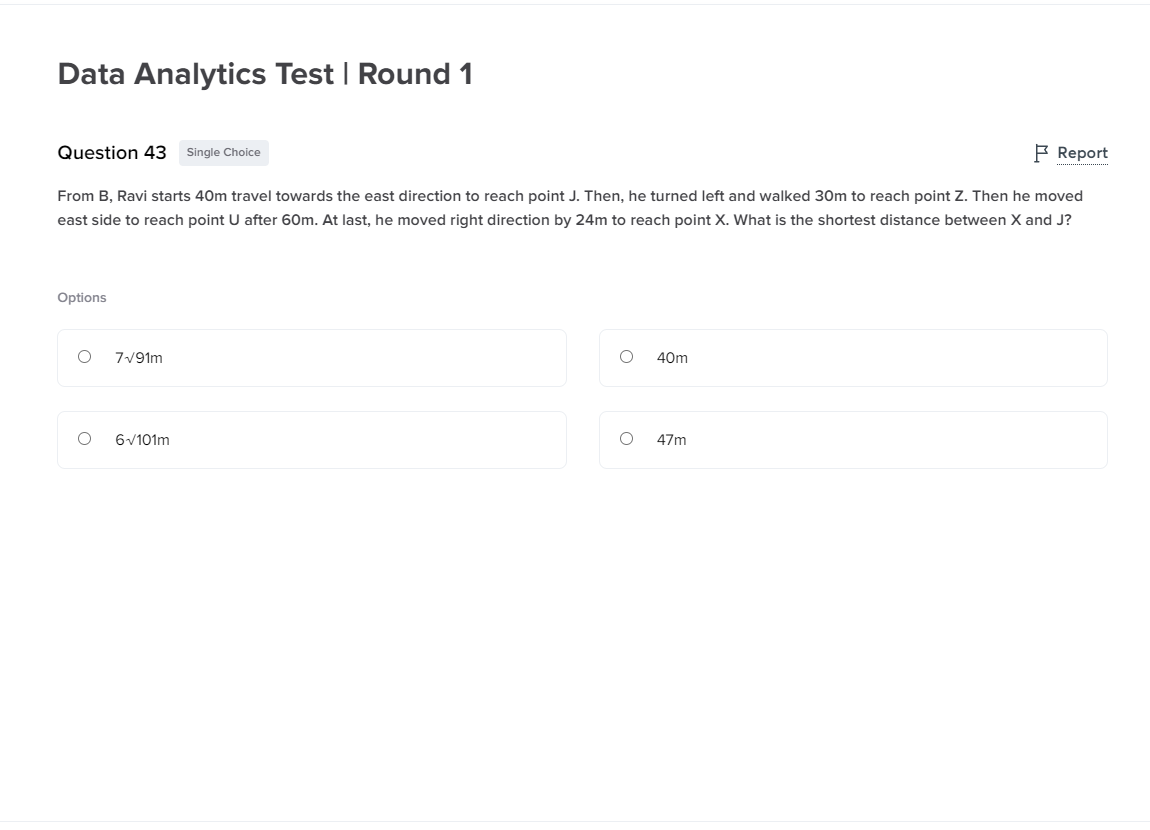 Data Analytics Test | Round 1
Question 43
Single Choice
Report
From B, Ravi starts 40m travel towards the east direction to reach point J. Then, he turned left and walked 30m to reach point Z. Then he moved
east side to reach point U after 60m. At last, he moved right direction by 24m to reach point X. What is the shortest distance between X and J?
Options
7√91m
40m
6√101m
47m